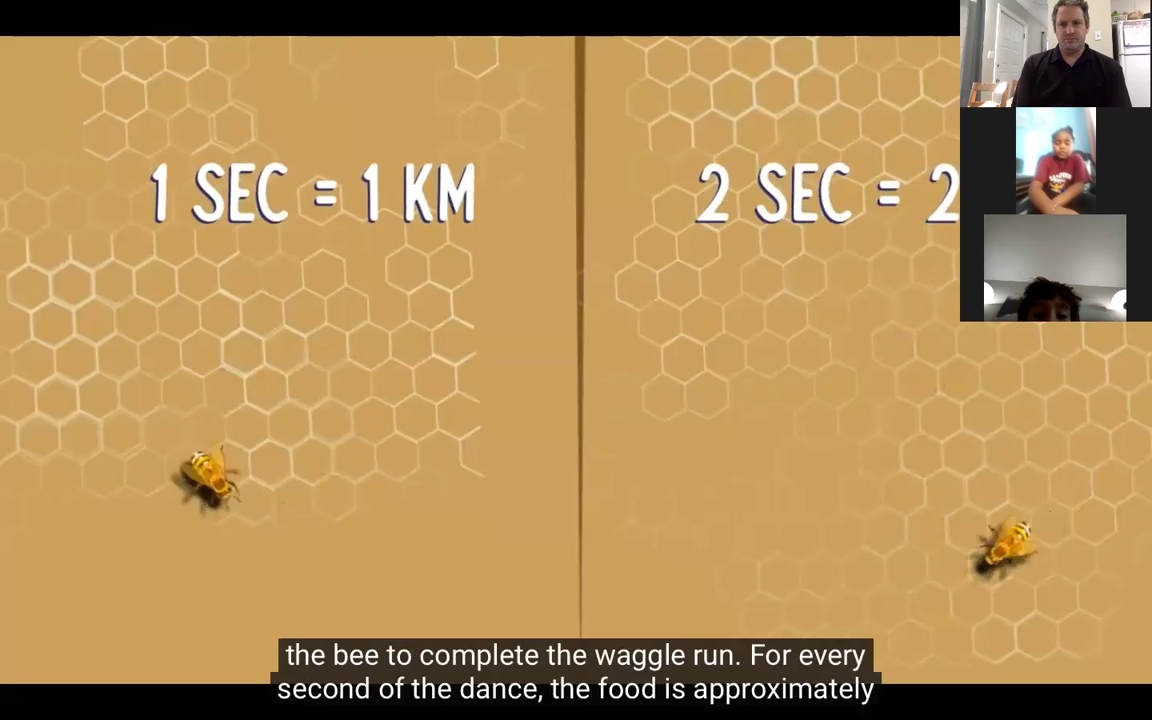 1 SEC = 1 KM
2 SEC = 2
the bee to complete the waggle run. For every
second of the dance, the food is approximately